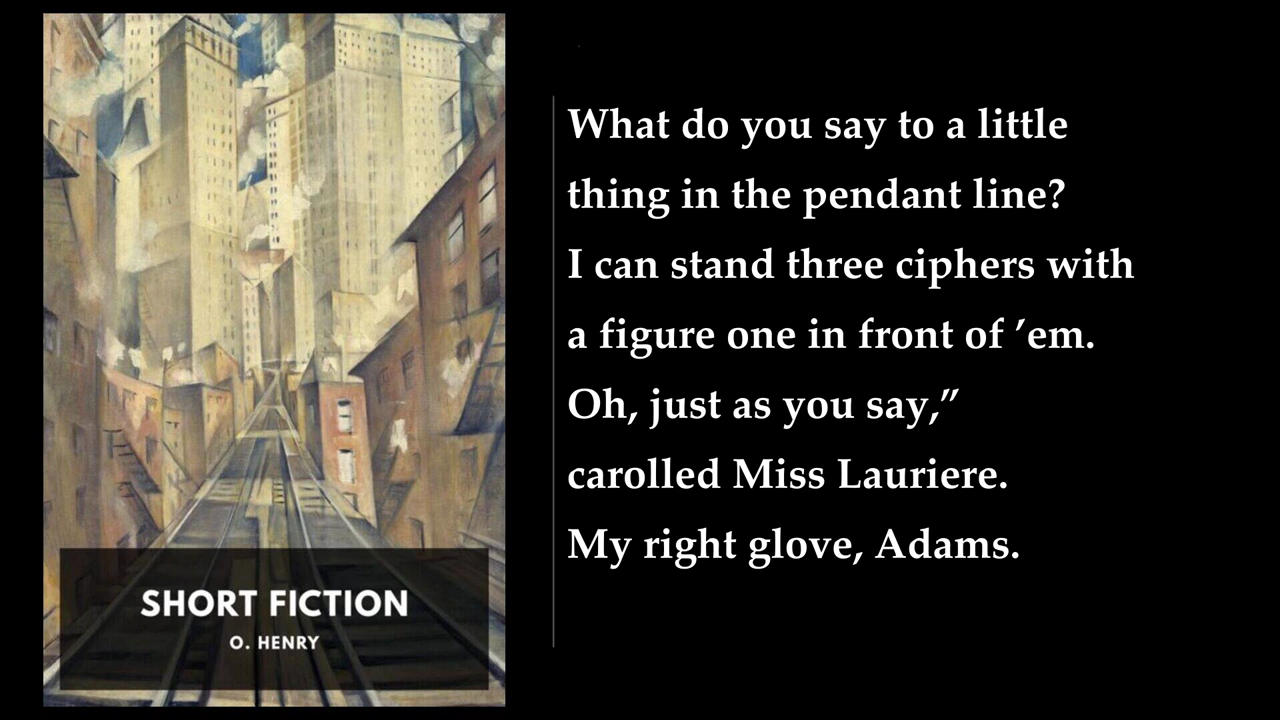 SHORT FICTION
O. HENRY
What do you say to a little
thing in the pendant line?
I can stand three ciphers with
a figure one in front of ’em.
Oh, just as you say,”
carolled Miss Lauriere.
My right glove, Adams.